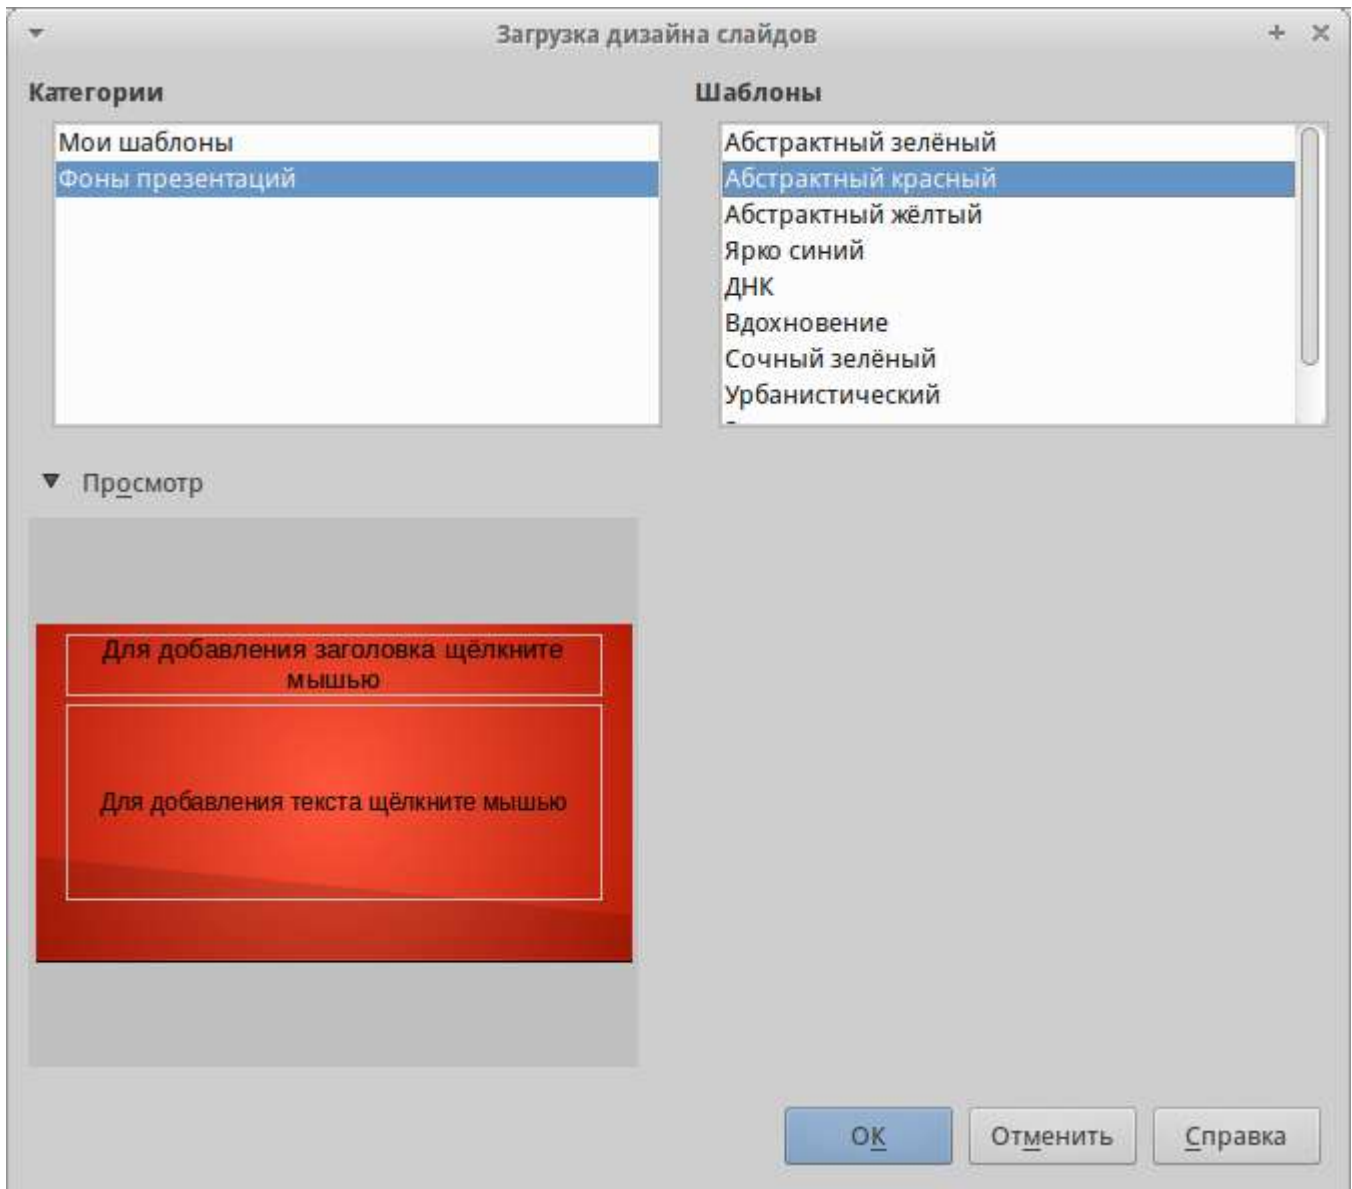 Загрузка дизайна слайдов
Категории
Мои шаблоны
Фоны презентаций
Шаблоны
Абстрактный зелёный
Абстрактный красный
Абстрактный жёлтый
Ярко синий
ДНК
Вдохновение
Сочный зелёный
Урбанистический
Просмотр
Для добавления заголовка щёлкните
мышью
Для добавления текста щёлкните мышью
ОК
Отменить
Справка